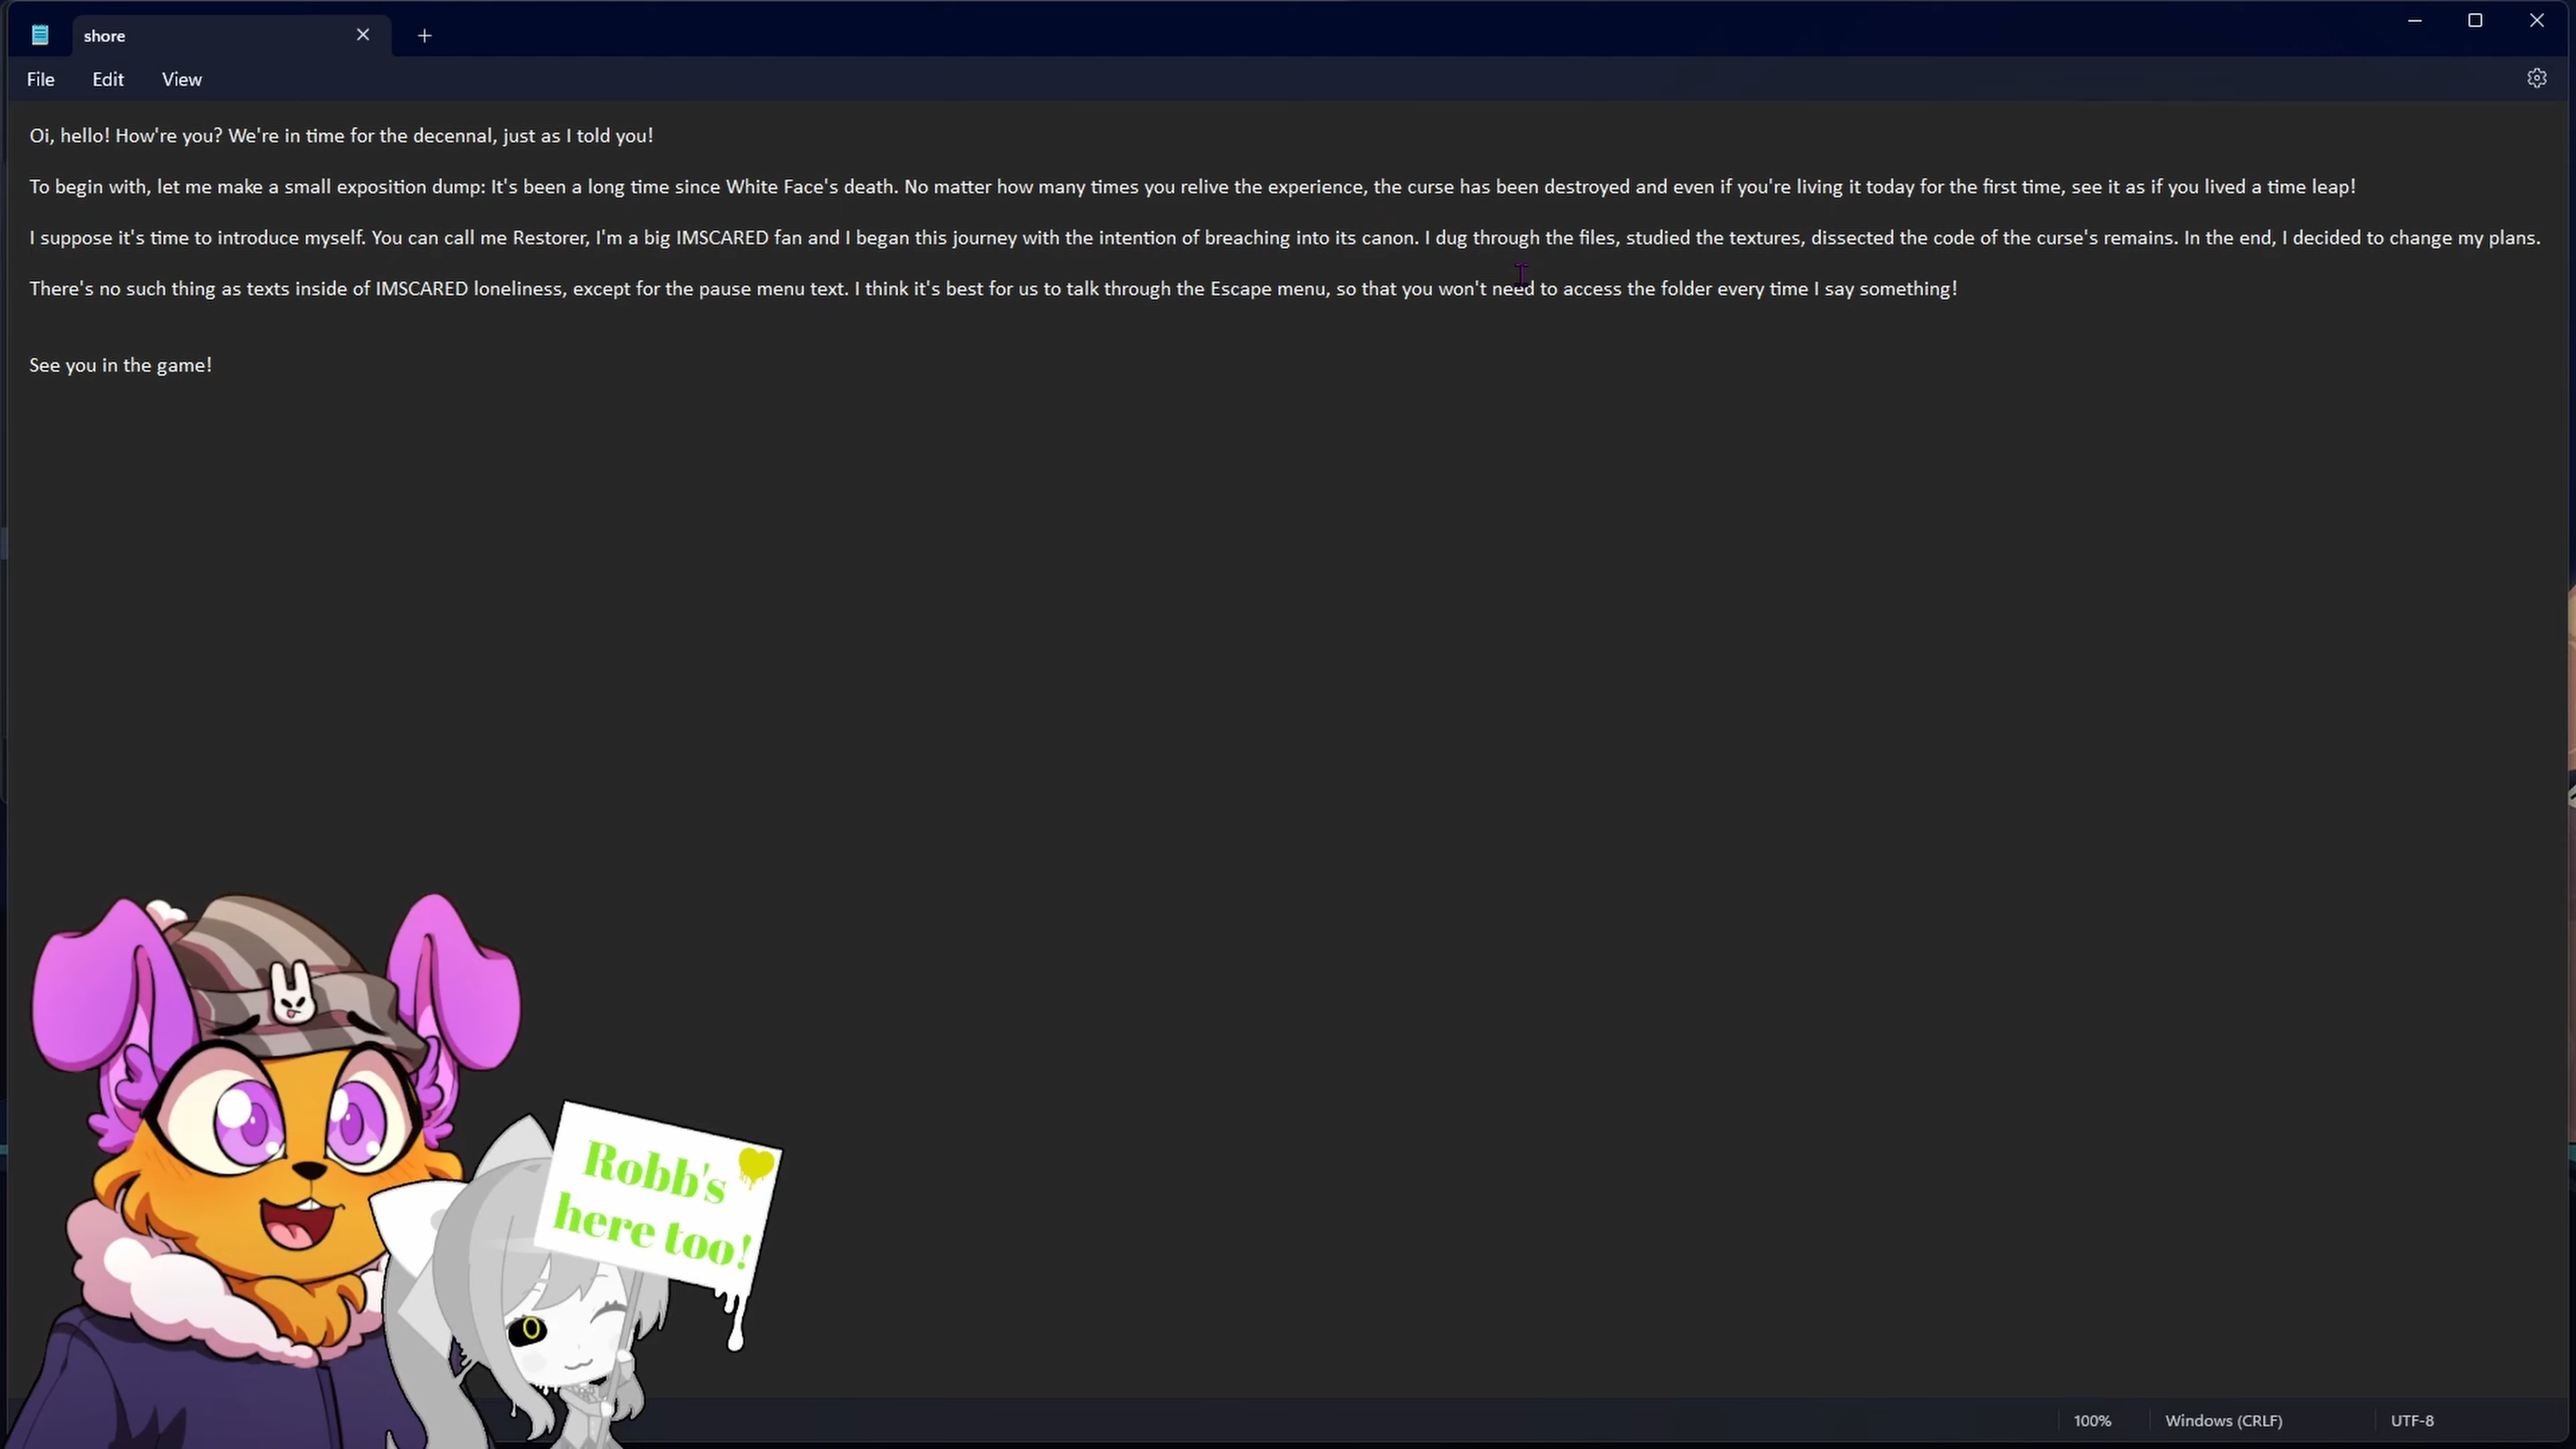 shore
File Edit View
Oi, hello! How're you? We're in time for the decennal, just as I told you!
To begin with, let me make a small exposition dump: It's been a long time since White Face's death. No matter how many times you relive the experience, the curse has been destroyed and even if you're living it today for the first time, see it as if you lived a time leap!
I suppose it's time to introduce myself. You can call me Restorer, I'm a big IMSCARED fan and I began this journey with the intention of breaching into its canon. I dug through the files, studied the textures, dissected the code of the curse's remains. In the end, I decided to change my plans.
There's no such thing as texts inside of IMSCARED loneliness, except for the pause menu text. I think it's best for us to talk through the Escape menu, so that you won't need to access the folder every time I say something!
See you in the game!
Robb's
here too!
100% Windows (CRLF) UTF-8